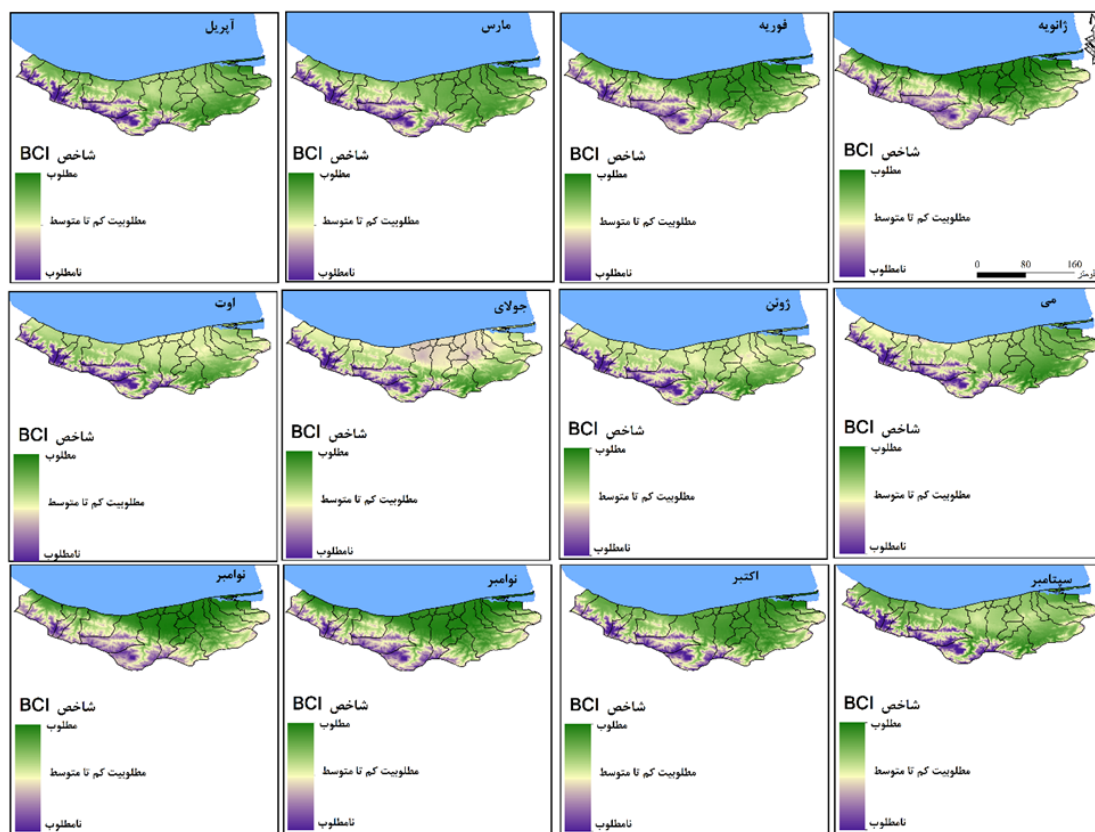 ژانویه
شاخص BCI
مطلوب
مطلوبیت کم تا متوسط
نامطلوب
0 80 160
فوریه
شاخص BCI
مطلوب
مطلوبیت کم تا متوسط
نامطلوب
مارس
شاخص BCI
مطلوب
مطلوبیت کم تا متوسط
نامطلوب
آپریل
شاخص BCI
مطلوب
مطلوبیت کم تا متوسط
نامطلوب
می
شاخص BCI
مطلوب
مطلوبیت کم تا متوسط
نامطلوب
ژوئن
شاخص BCI
مطلوب
مطلوبیت کم تا متوسط
نامطلوب
جولای
شاخص BCI
مطلوب
مطلوبیت کم تا متوسط
نامطلوب
اوت
شاخص BCI
مطلوب
مطلوبیت کم تا متوسط
نامطلوب
سپتامبر
شاخص BCI
مطلوب
مطلوبیت کم تا متوسط
نامطلوب
اکتبر
شاخص BCI
مطلوب
مطلوبیت کم تا متوسط
نامطلوب
نوامبر
شاخص BCI
مطلوب
مطلوبیت کم تا متوسط
نامطلوب
نوامبر
شاخص BCI
مطلوب
مطلوبیت کم تا متوسط
نامطلوب